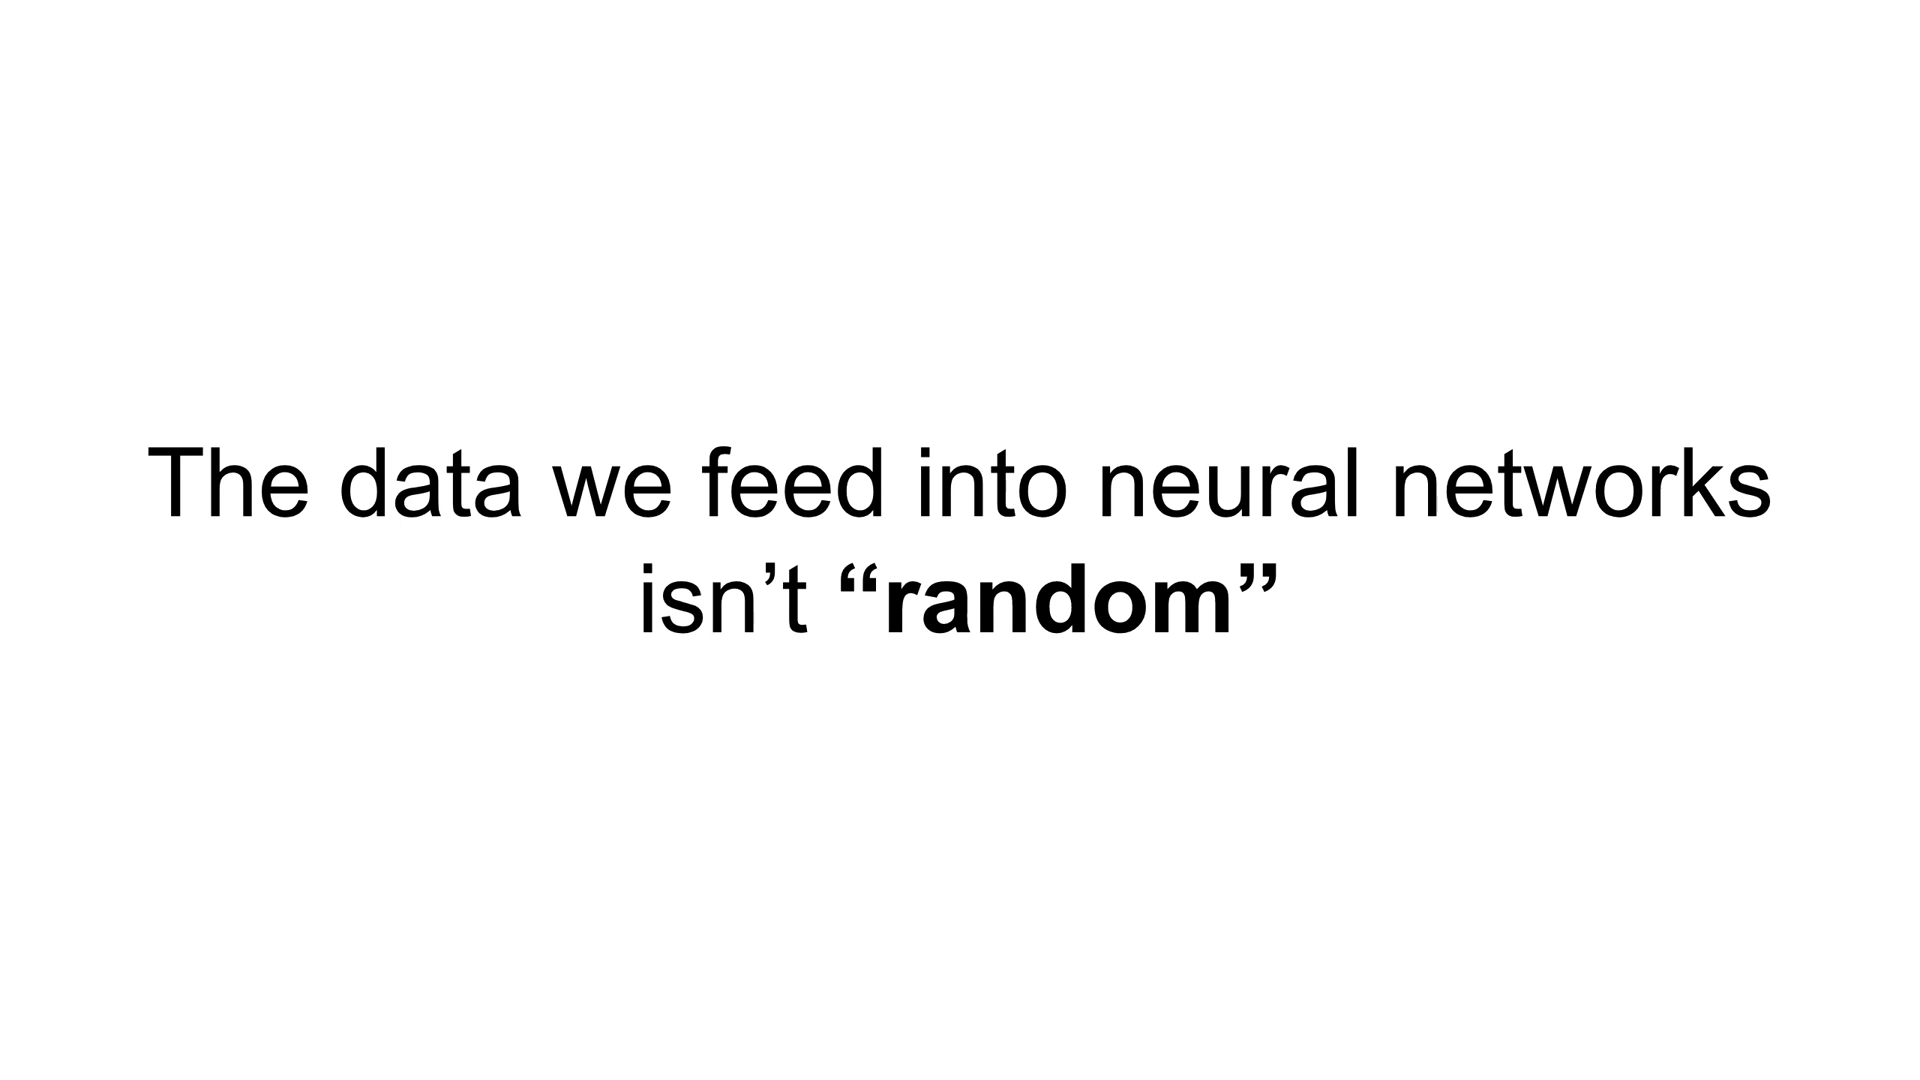 The data we feed into neural networks
isn’t “random”